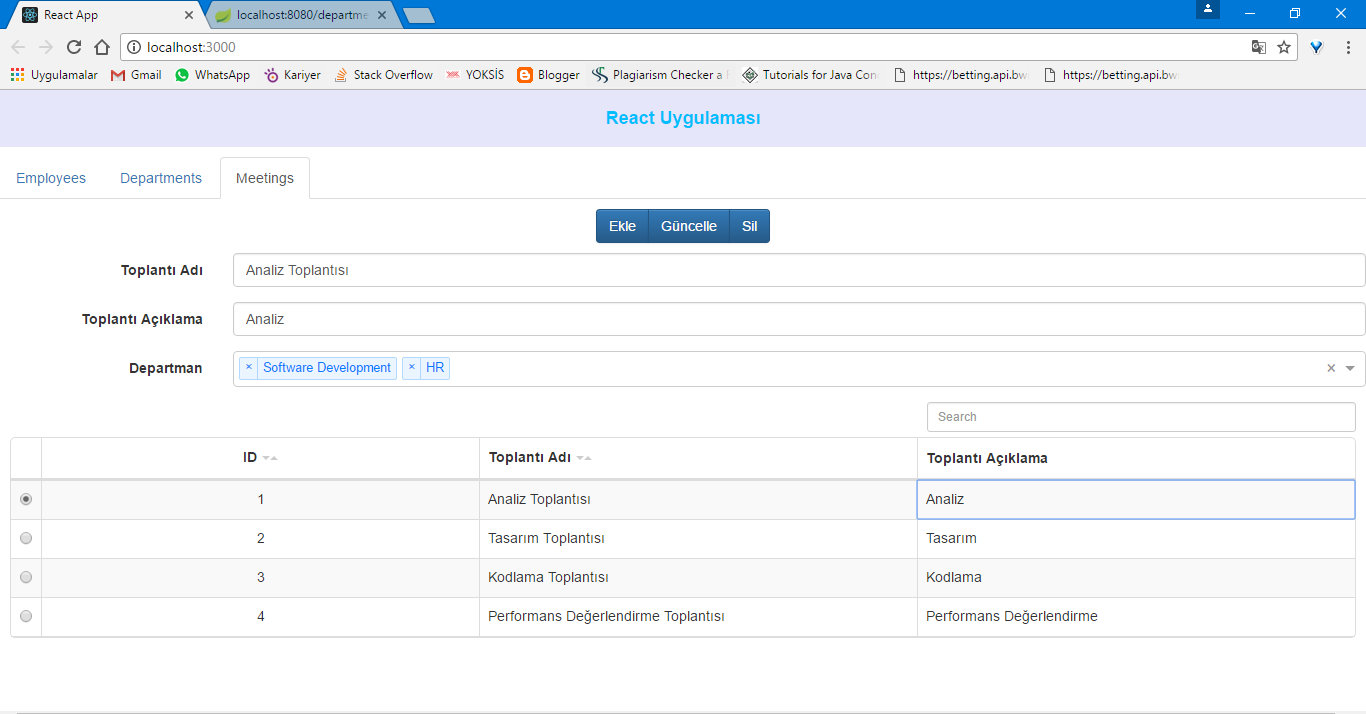 React App
localhost:8080/departme
localhost:3000
Uygulamalar Gmail WhatsApp Kariyer Stack Overflow YOKSİS Blogger Plagiarism Checker a Tutorials for Java Con https://betting.api.bw https://betting.api.bw
React Uygulaması
Employees Departments Meetings
Ekle Güncelle Sil
Toplantı Adı Analiz Toplantısı
Toplantı Açıklama Analiz
Departman × Software Development × HR ×
Search
ID Toplantı Adı Toplantı Açıklama
1 Analiz Toplantısı Analiz
2 Tasarım Toplantısı Tasarım
3 Kodlama Toplantısı Kodlama
4 Performans Değerlendirme Toplantısı Performans Değerlendirme